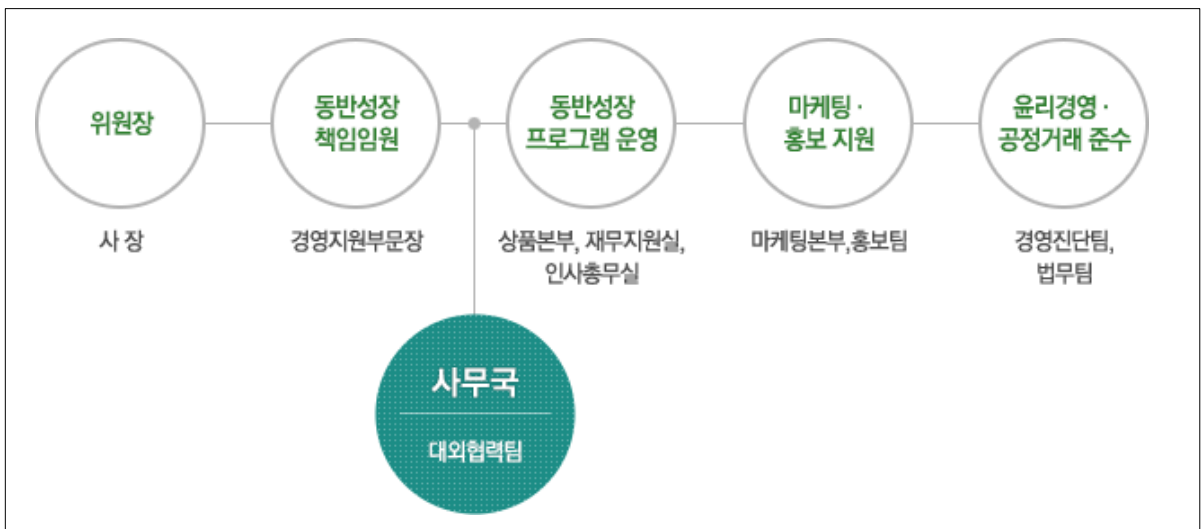 위원장
동반성장
책임임원
동반성장
프로그램 운영
마케팅·
홍보 지원
윤리경영·
공정거래 준수
사 장
경영지원부문장
상품본부, 재무지원실,
인사총무실
마케팅본부,홍보팀
경영진단팀,
법무팀
사무국
대외협력팀